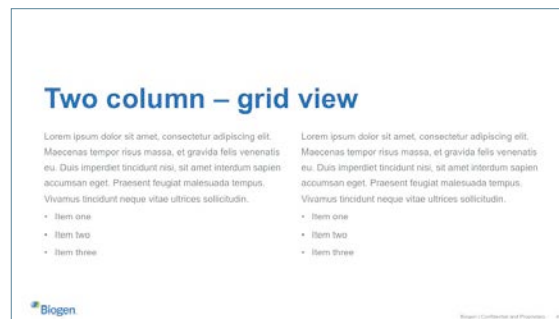 Two column – grid view
Lorem ipsum dolor sit amet, consectetur adipiscing elit.
Maecenas tempor risus massa, et gravida felis venenatis
eu. Duis imperdiet tincidunt nisi, sit amet interdum sapien
accumsan eget. Praesent feugiat malesuada tempus.
Vivamus tincidunt neque vitae ultrices sollicitudin.
• Item one
• Item two
• Item three
Lorem ipsum dolor sit amet, consectetur adipiscing elit.
Maecenas tempor risus massa, et gravida felis venenatis
eu. Duis imperdiet tincidunt nisi, sit amet interdum sapien
accumsan eget. Praesent feugiat malesuada tempus.
Vivamus tincidunt neque vitae ultrices sollicitudin.
• Item one
• Item two
• Item three
Biogen
Biogen | Confidential and Proprietary